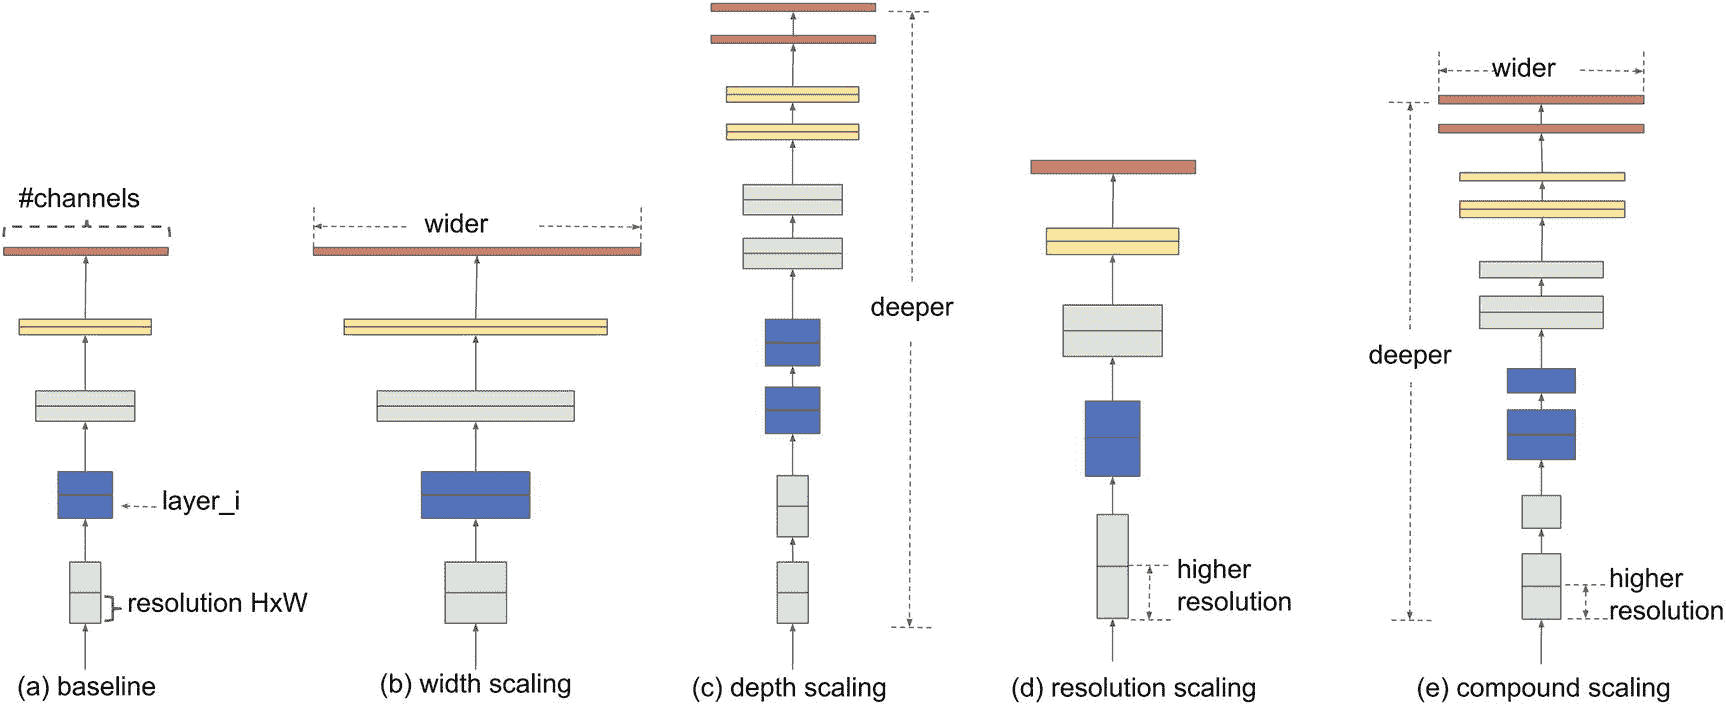 #channels
layer_i
resolution HxW
(a) baseline
wider
(b) width scaling
deeper
(c) depth scaling
higher
resolution
(d) resolution scaling
wider
deeper
higher
resolution
(e) compound scaling